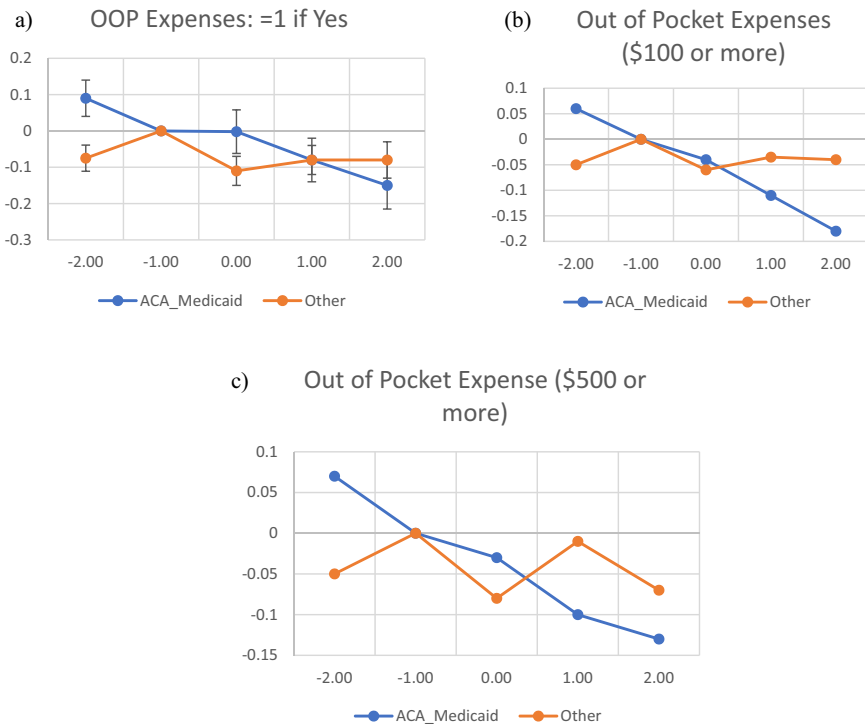 a)
OOP Expenses: =1 if Yes
0.2
0.1
0
-0.1
-0.2
-0.3
-2.00 -1.00 0.00 1.00 2.00
ACA_Medicaid Other
(b)
Out of Pocket Expenses
($100 or more)
0.1
0.05
0
-0.05
-0.1
-0.15
-0.2
-2.00 -1.00 0.00 1.00 2.00
ACA_Medicaid Other
c)
Out of Pocket Expense ($500 or
more)
0.1
0.05
0
-0.05
-0.1
-0.15
-2.00 -1.00 0.00 1.00 2.00
ACA_Medicaid Other